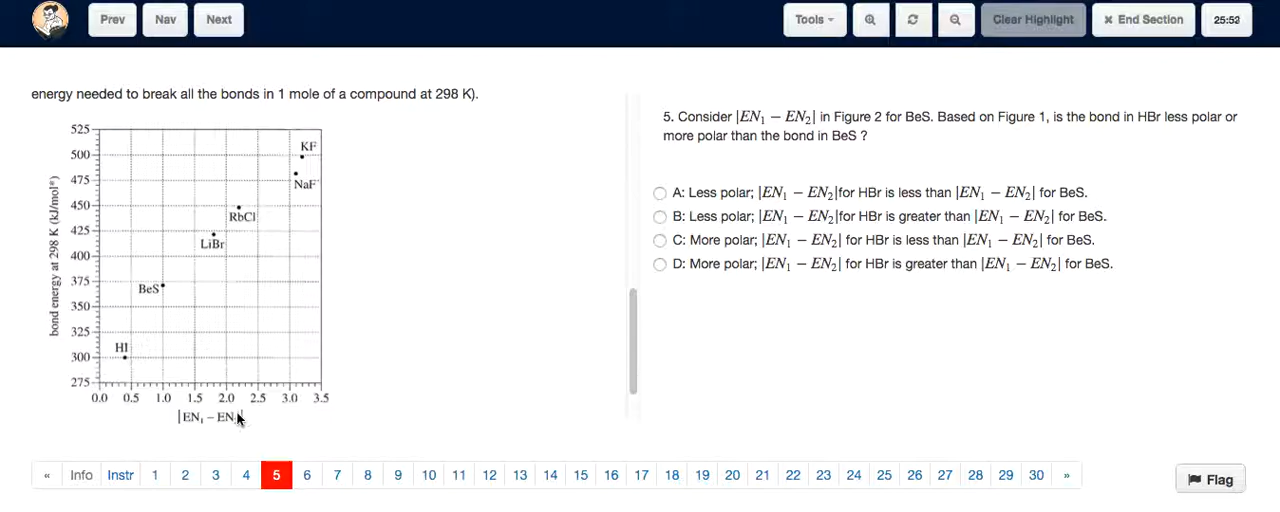 Prev Nav Next Tools Clear Highlight × End Section 25:52
energy needed to break all the bonds in 1 mole of a compound at 298 K).
bond energy at 298 K (kJ/mol*)
525
500
475
450
425
400
375
350
325
300
275
KF
NaF
RbCl
LiBr
BeS
HI
0.0 0.5 1.0 1.5 2.0 2.5 3.0 3.5
|EN₁ − EN
5. Consider |EN₁ − EN₂| in Figure 2 for BeS. Based on Figure 1, is the bond in HBr less polar or
more polar than the bond in BeS ?
A: Less polar; |EN₁ − EN₂|for HBr is less than |EN₁ − EN₂| for BeS.
B: Less polar; |EN₁ − EN₂|for HBr is greater than |EN₁ − EN₂| for BeS.
C: More polar; |EN₁ − EN₂| for HBr is less than |EN₁ − EN₂| for BeS.
D: More polar; |EN₁ − EN₂| for HBr is greater than |EN₁ − EN₂| for BeS.
« Info Instr 1 2 3 4 5 6 7 8 9 10 11 12 13 14 15 16 17 18 19 20 21 22 23 24 25 26 27 28 29 30 »
Flag